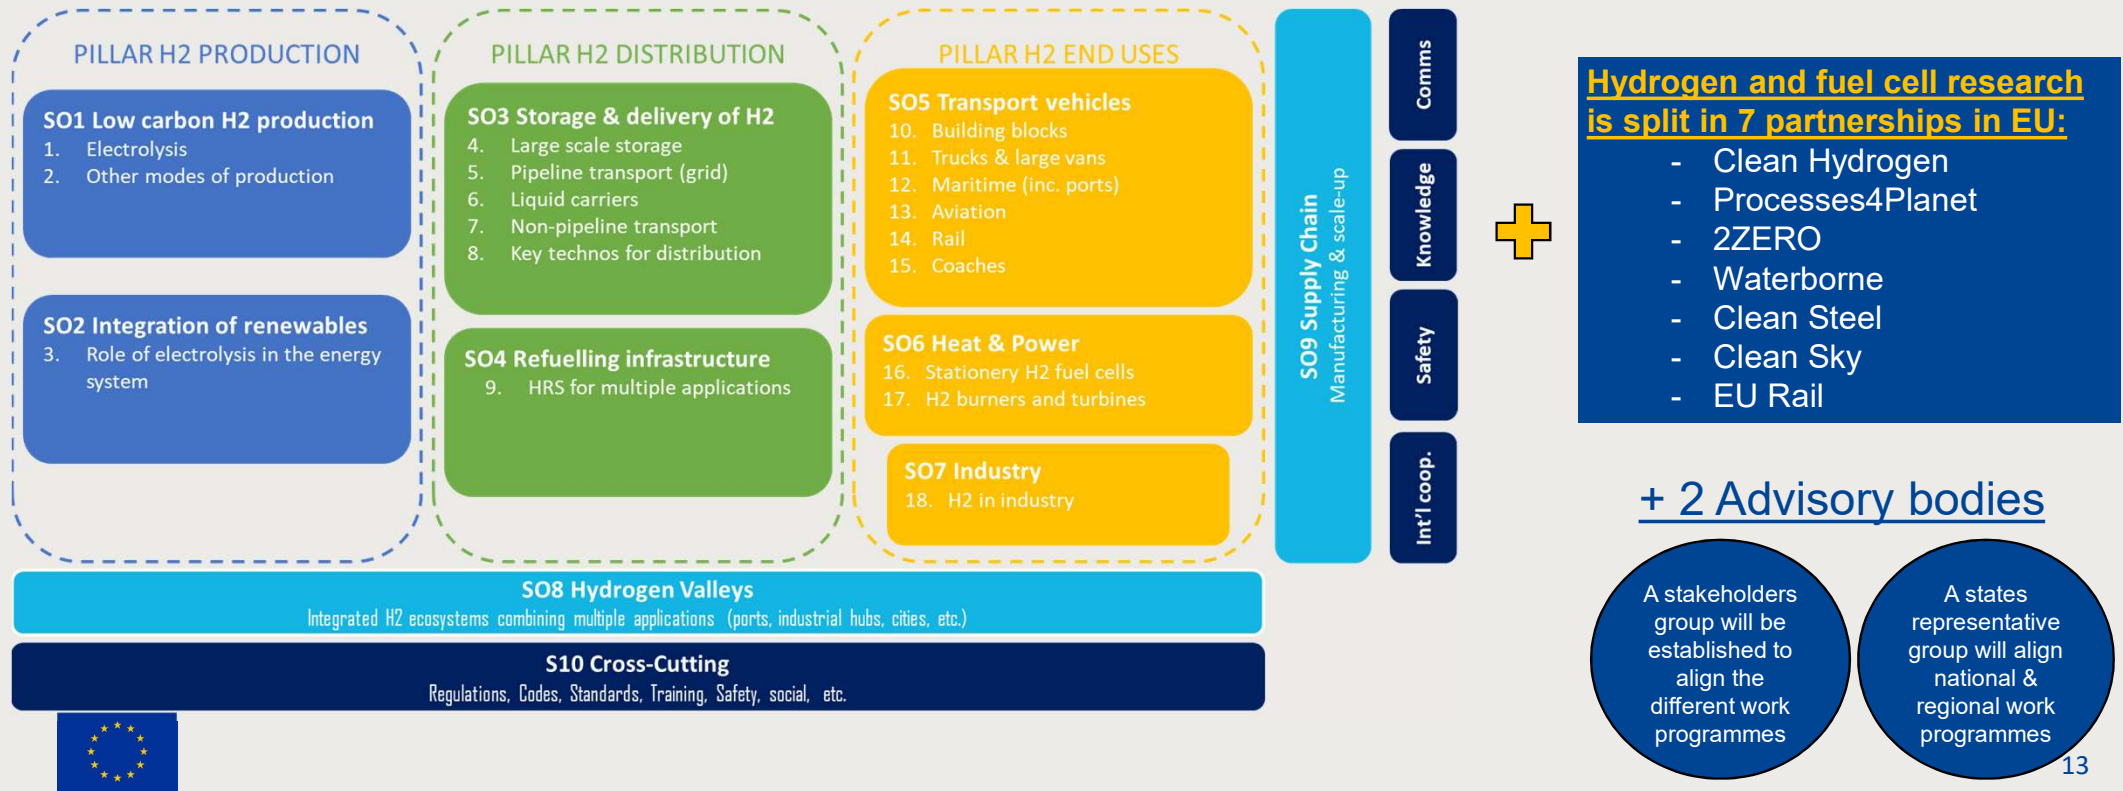 PILLAR H2 PRODUCTION
SO1 Low carbon H2 production
1. Electrolysis
2. Other modes of production
SO2 Integration of renewables
3. Role of electrolysis in the energy
system
PILLAR H2 DISTRIBUTION
SO3 Storage & delivery of H2
4. Large scale storage
5. Pipeline transport (grid)
6. Liquid carriers
7. Non-pipeline transport
8. Key technos for distribution
SO4 Refuelling infrastructure
9. HRS for multiple applications
PILLAR H2 END USES
SO5 Transport vehicles
10. Building blocks
11. Trucks & large vans
12. Maritime (inc. ports)
13. Aviation
14. Rail
15. Coaches
SO6 Heat & Power
16. Stationery H2 fuel cells
17. H2 burners and turbines
SO7 Industry
18. H2 in industry
SO9 Supply Chain
Manufacturing & scale-up
Comms
Knowledge
Safety
Int'l coop.
SO8 Hydrogen Valleys
Integrated H2 ecosystems combining multiple applications (ports, industrial hubs, cities, etc.)
S10 Cross-Cutting
Regulations, Codes, Standards, Training, Safety, social, etc.
Hydrogen and fuel cell research
is split in 7 partnerships in EU:
- Clean Hydrogen
- Processes4Planet
- 2ZERO
- Waterborne
- Clean Steel
- Clean Sky
- EU Rail
+ 2 Advisory bodies
A stakeholders
group will be
established to
align the
different work
programmes
A states
representative
group will align
national &
regional work
programmes
13